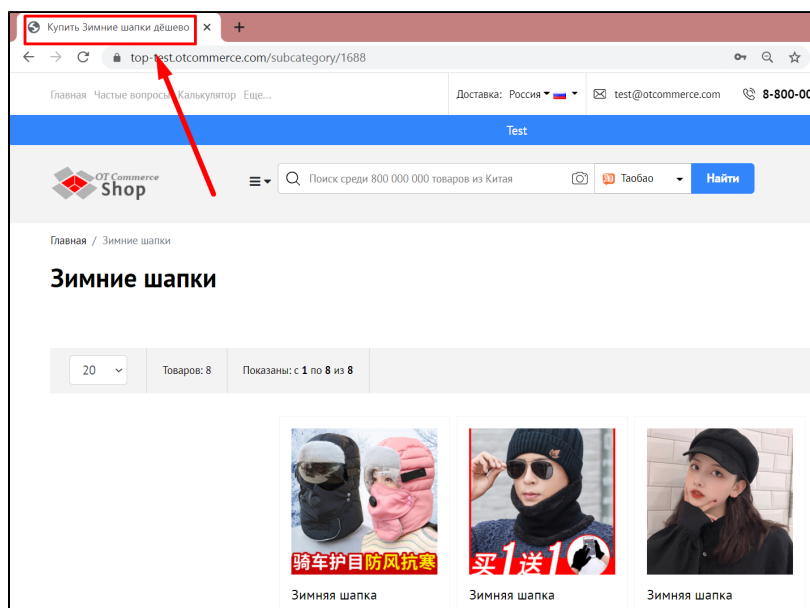 Купить Зимние шапки дёшево
top-test.otcommerce.com/subcategory/1688
Главная Частые вопросы Калькулятор Еще...
Доставка: Россия
test@otcommerce.com
8-800-00
Test
OT Commerce
Shop
Поиск среди 800 000 000 товаров из Китая
Таобао
Найти
Главная / Зимние шапки
Зимние шапки
20
Товаров: 8
Показаны: с 1 по 8 из 8
骑车护目防风抗寒
买1送1
Зимняя шапка
Зимняя шапка
Зимняя шапка